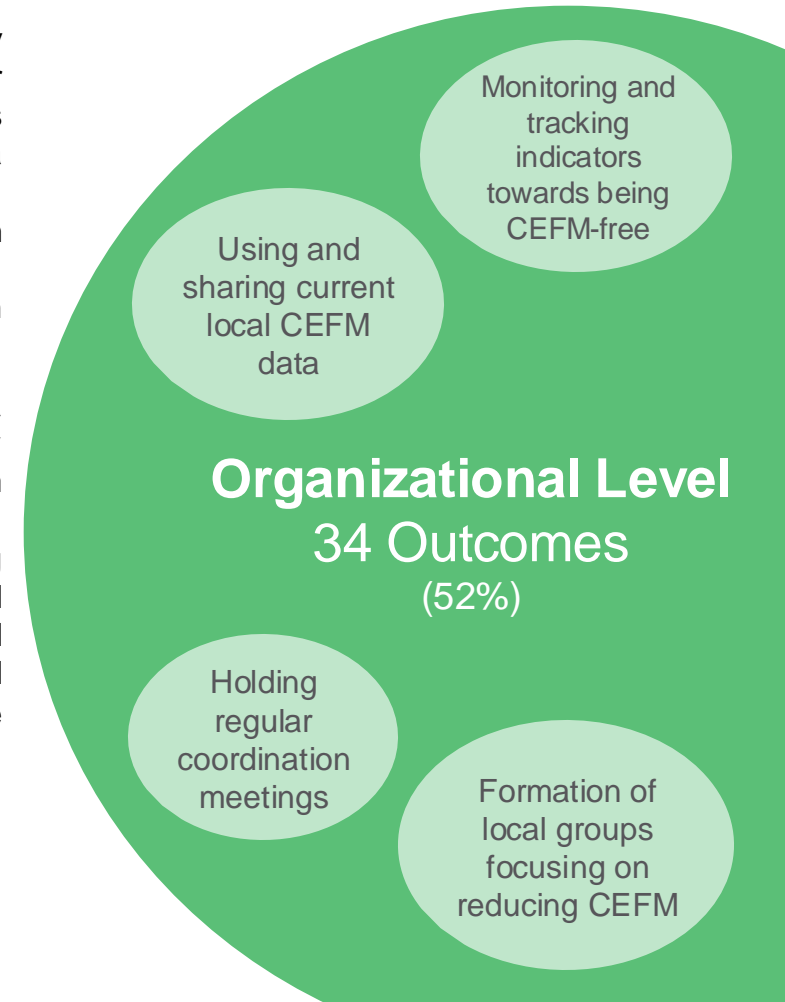 Monitoring and
tracking
indicators
towards being
CEFM-free
Using and
sharing current
local CEFM
data
Organizational Level
34 Outcomes
(52%)
Holding
regular
coordination
meetings
Formation of
local groups
focusing on
reducing CEFM